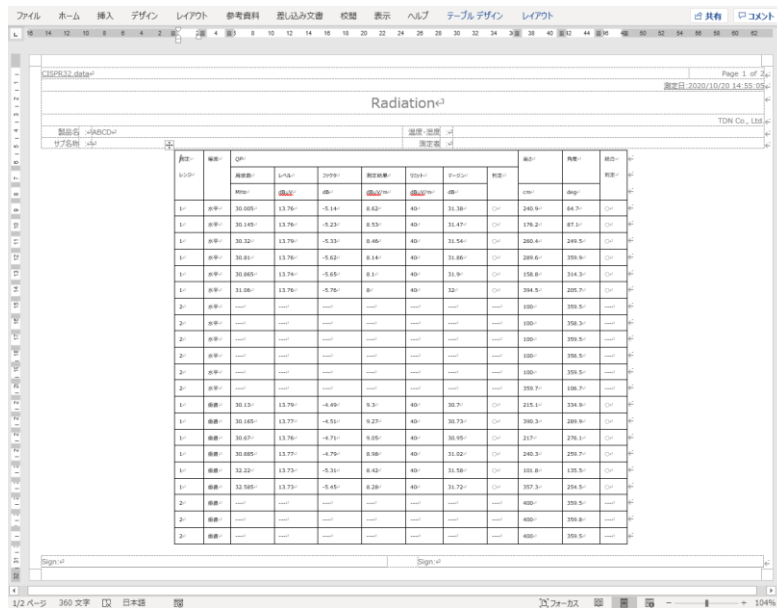 ファイル ホーム 挿入 デザイン レイアウト 参考資料 差し込み文書 校閲 表示 ヘルプ テーブル デザイン レイアウト 共有 コメント
CISPR32.data Page 1 of 2
測定日:2020/10/20 14:55:05
Radiation
TDN Co., Ltd.
製品名 :ABCD 温度・湿度 :
サブ名称 : 測定者 :
測定 偏波 QP 高さ 角度 総合
レンジ 周波数 レベル ファクタ 測定結果 リミット マージン 判定 判定
MHz dBuV dB dBuV/m dBuV/m dB cm deg
1 水平 30.005 13.76 -5.14 8.62 40 31.38 ○ 240.9 64.7 ○
1 水平 30.145 13.76 -5.23 8.53 40 31.47 ○ 176.2 87.1 ○
1 水平 30.32 13.79 -5.33 8.46 40 31.54 ○ 260.4 249.5 ○
1 水平 30.81 13.76 -5.62 8.14 40 31.86 ○ 289.6 359.9 ○
1 水平 30.865 13.74 -5.65 8.1 40 31.9 ○ 158.8 314.3 ○
1 水平 31.06 13.76 -5.76 8 40 32 ○ 394.5 205.7 ○
2 水平 ---- ---- ---- ---- ---- ---- ---- 100 359.5 ----
2 水平 ---- ---- ---- ---- ---- ---- ---- 100 358.3 ----
2 水平 ---- ---- ---- ---- ---- ---- ---- 100 359.5 ----
2 水平 ---- ---- ---- ---- ---- ---- ---- 100 358.5 ----
2 水平 ---- ---- ---- ---- ---- ---- ---- 100 359.5 ----
2 水平 ---- ---- ---- ---- ---- ---- ---- 359.7 106.7 ----
1 垂直 30.13 13.79 -4.49 9.3 40 30.7 ○ 215.1 334.9 ○
1 垂直 30.165 13.77 -4.51 9.27 40 30.73 ○ 390.3 289.9 ○
1 垂直 30.67 13.76 -4.71 9.05 40 30.95 ○ 217 276.1 ○
1 垂直 30.885 13.77 -4.79 8.98 40 31.02 ○ 240.3 259.7 ○
1 垂直 32.22 13.73 -5.31 8.42 40 31.58 ○ 101.8 135.5 ○
1 垂直 32.585 13.73 -5.45 8.28 40 31.72 ○ 357.3 254.5 ○
2 垂直 ---- ---- ---- ---- ---- ---- ---- 400 359.5 ----
2 垂直 ---- ---- ---- ---- ---- ---- ---- 400 359.8 ----
2 垂直 ---- ---- ---- ---- ---- ---- ---- 400 359.5 ----
Sign: Sign:
1/2 ページ 360 文字 日本語 フォーカス 104%